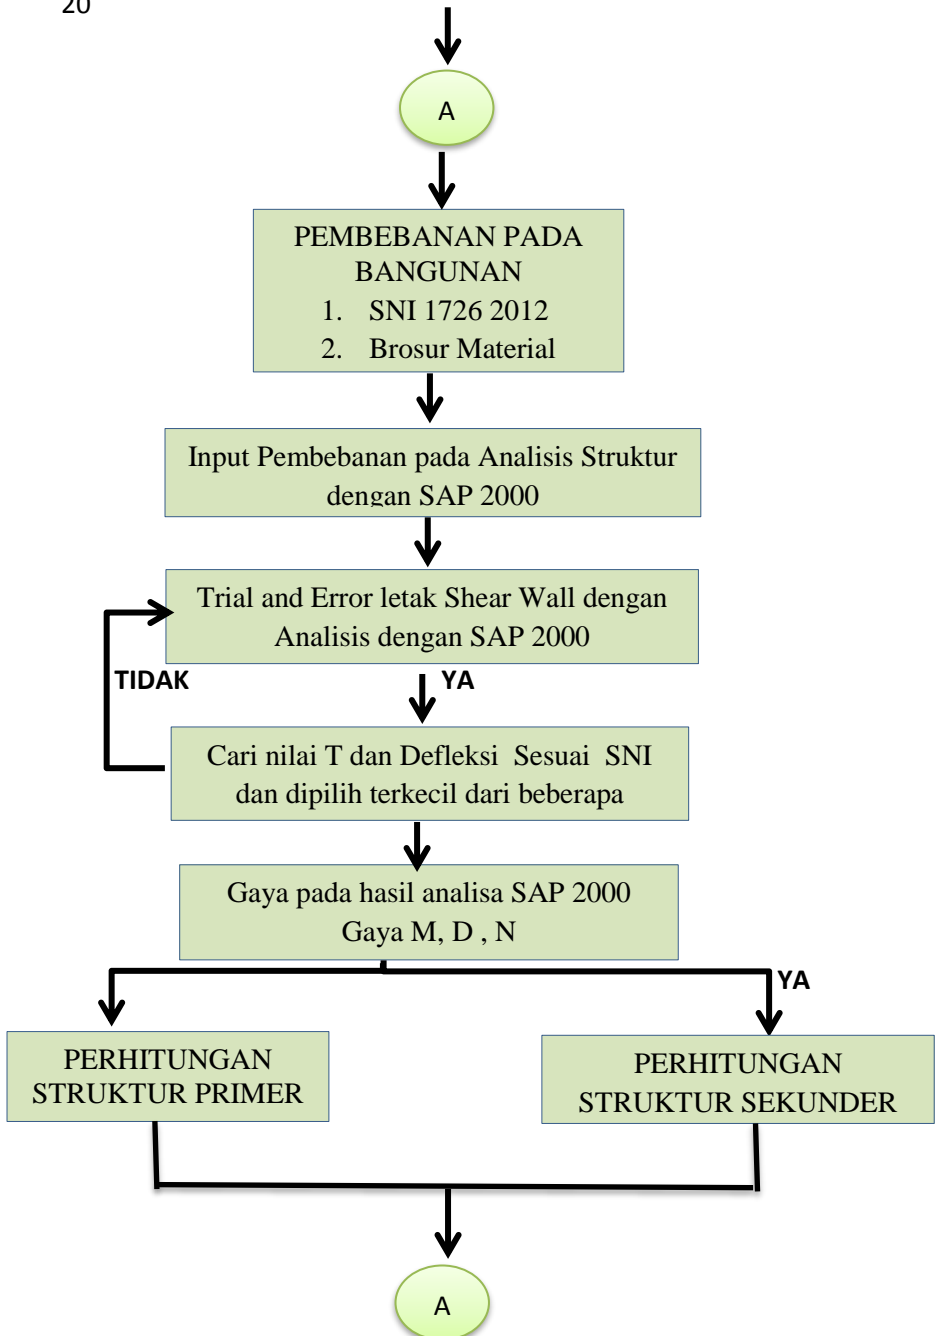 20
A
PEMBEBANAN PADA
BANGUNAN
1. SNI 1726 2012
2. Brosur Material
Input Pembebanan pada Analisis Struktur
dengan SAP 2000
Trial and Error letak Shear Wall dengan
Analisis dengan SAP 2000
TIDAK
YA
Cari nilai T dan Defleksi Sesuai SNI
dan dipilih terkecil dari beberapa
Gaya pada hasil analisa SAP 2000
Gaya M, D , N
YA
PERHITUNGAN
STRUKTUR PRIMER
PERHITUNGAN
STRUKTUR SEKUNDER
A